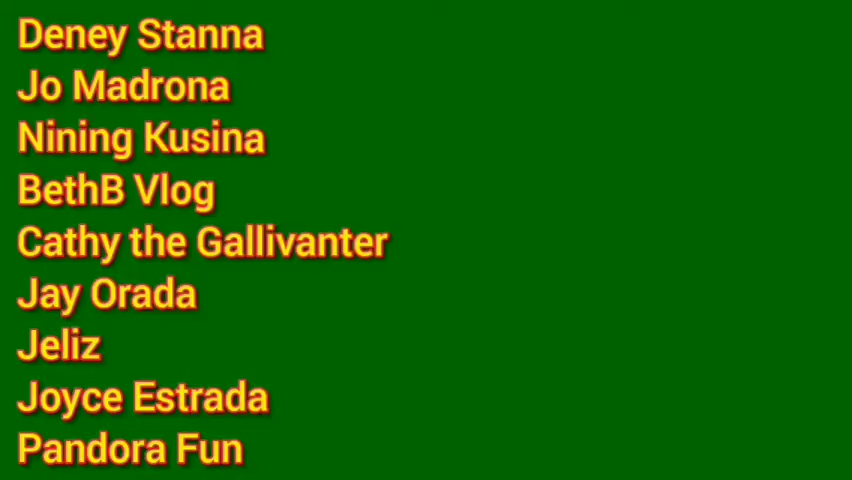 Deney Stanna
Jo Madrona
Nining Kusina
BethB Vlog
Cathy the Gallivanter
Jay Orada
Jeliz
Joyce Estrada
Pandora Fun